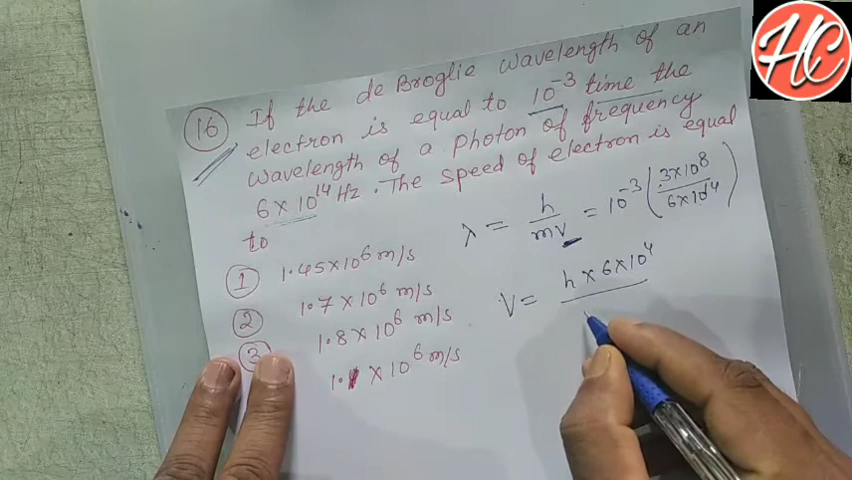 HC
16 If the de Broglie wavelength of an
electron is equal to 10⁻³ time the
wavelength of a photon of frequency
6 × 10¹⁴ Hz. The speed of electron is equal
to
λ = h/mv = 10⁻³ (3×10⁸/6×10¹⁴)
1 1.45×10⁶ m/s
2 1.7 × 10⁶ m/s
3 1.8 × 10⁶ m/s
× 10⁶ m/s
V = h × 6×10⁴